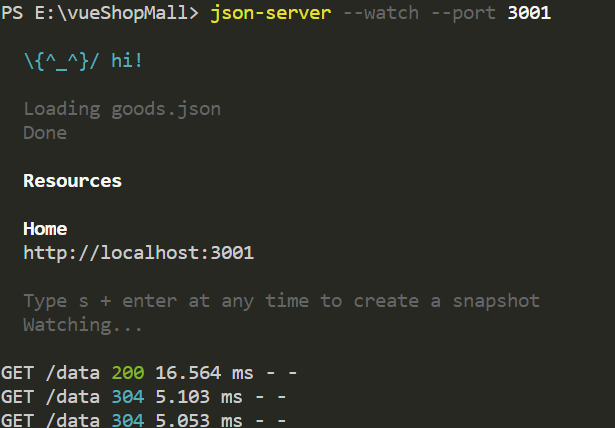 PS E:\vueShopMall> json-server --watch --port 3001
\{^_^}/ hi!
Loading goods.json
Done
Resources
Home
http://localhost:3001
Type s + enter at any time to create a snapshot
Watching...
GET /data 200 16.564 ms - -
GET /data 304 5.103 ms - -
GET /data 304 5.053 ms - -